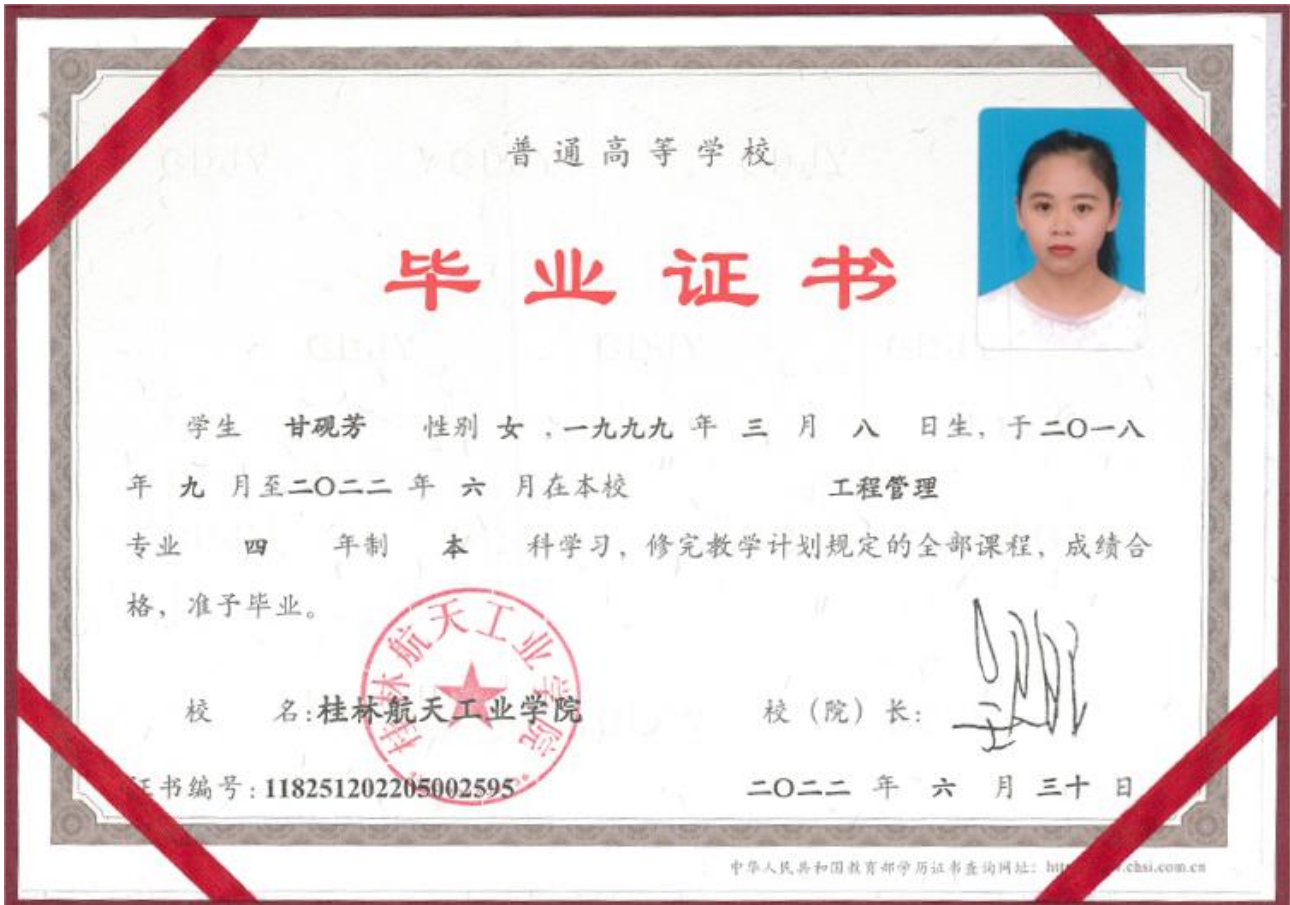 普通高等学校
毕业证书
学生 甘砚芳 性别 女 ,一九九九 年 三 月 八 日生, 于二〇一八
年 九 月至二〇二二 年 六 月在本校 工程管理
专业 四 年制 本 科学习, 修完教学计划规定的全部课程, 成绩合
格, 准予毕业。
桂林航天工业学院
校 名:桂林航天工业学院 校（院）长:
证书编号:118251202205002595 二〇二二 年 六 月 三十 日
中华人民共和国教育部学历证书查询网址: .chsi.com.cn